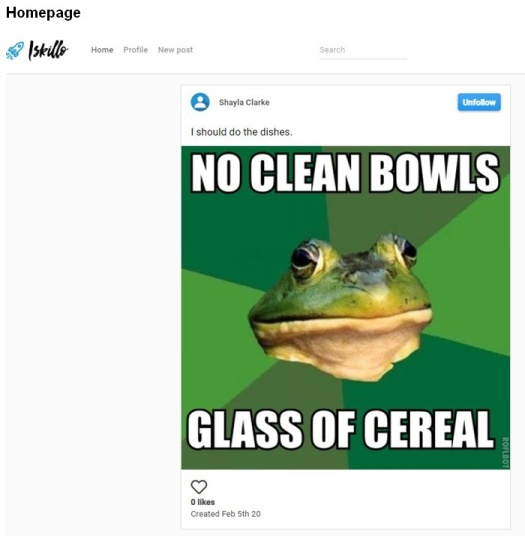 Homepage
Iskillo
Home Profile New post Search
Shayla Clarke Unfollow
I should do the dishes.
NO CLEAN BOWLS
GLASS OF CEREAL
ROFLBOT
0 likes
Created Feb 5th 20